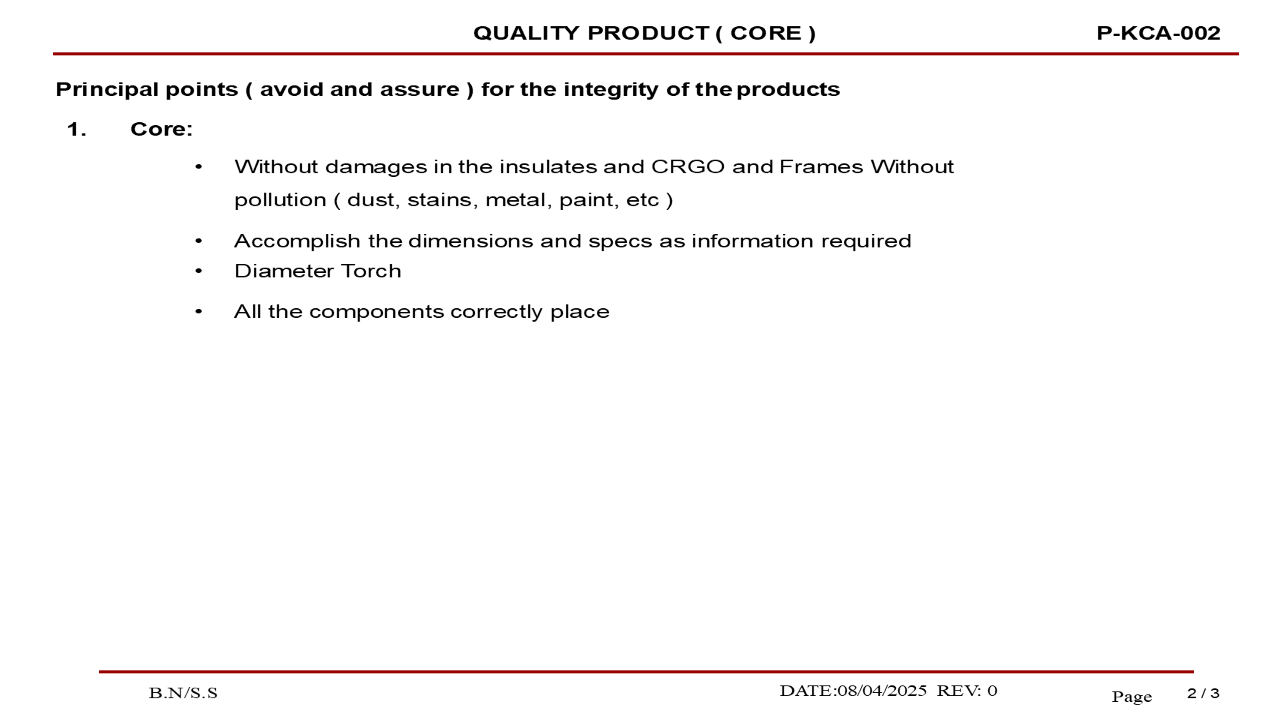 QUALITY PRODUCT ( CORE )
P-KCA-002
Principal points ( avoid and assure ) for the integrity of the products
1. Core:
• Without damages in the insulates and CRGO and Frames Without
pollution ( dust, stains, metal, paint, etc )
• Accomplish the dimensions and specs as information required
• Diameter Torch
• All the components correctly place
B.N/S.S
DATE:08/04/2025 REV: 0
Page 2 / 3